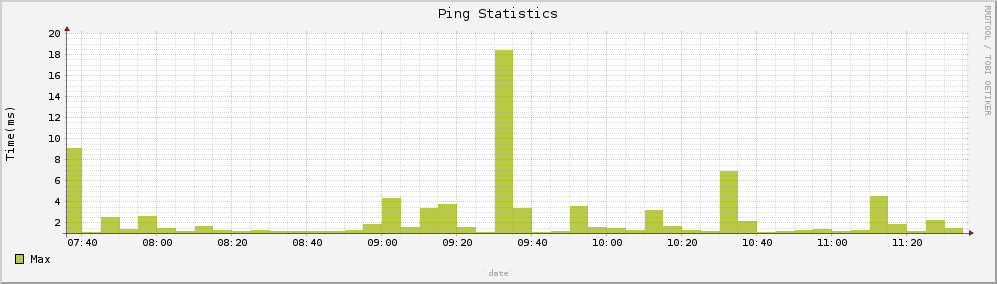 Ping Statistics
RRDTOOL / TOBI OETIKER
Time(ms)
20
18
16
14
12
10
8
6
4
2
07:40 08:00 08:20 08:40 09:00 09:20 09:40 10:00 10:20 10:40 11:00 11:20
Max
`date`